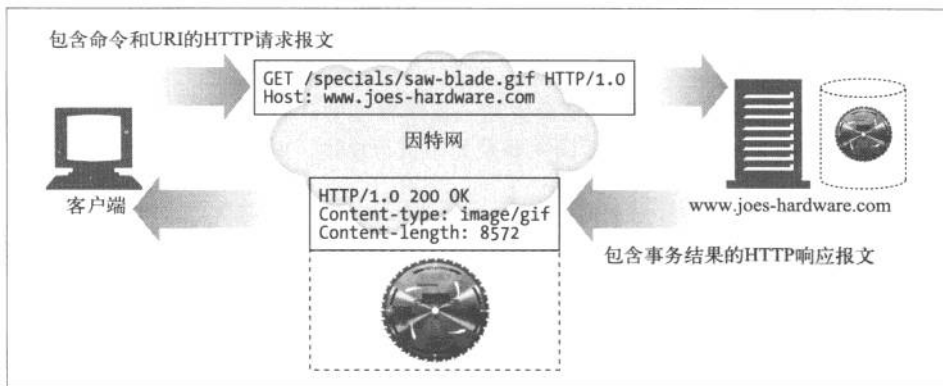 包含命令和URI的HTTP请求报文
GET /specials/saw-blade.gif HTTP/1.0
Host: www.joes-hardware.com
因特网
客户端
HTTP/1.0 200 OK
Content-type: image/gif
Content-length: 8572
www.joes-hardware.com
包含事务结果的HTTP响应报文